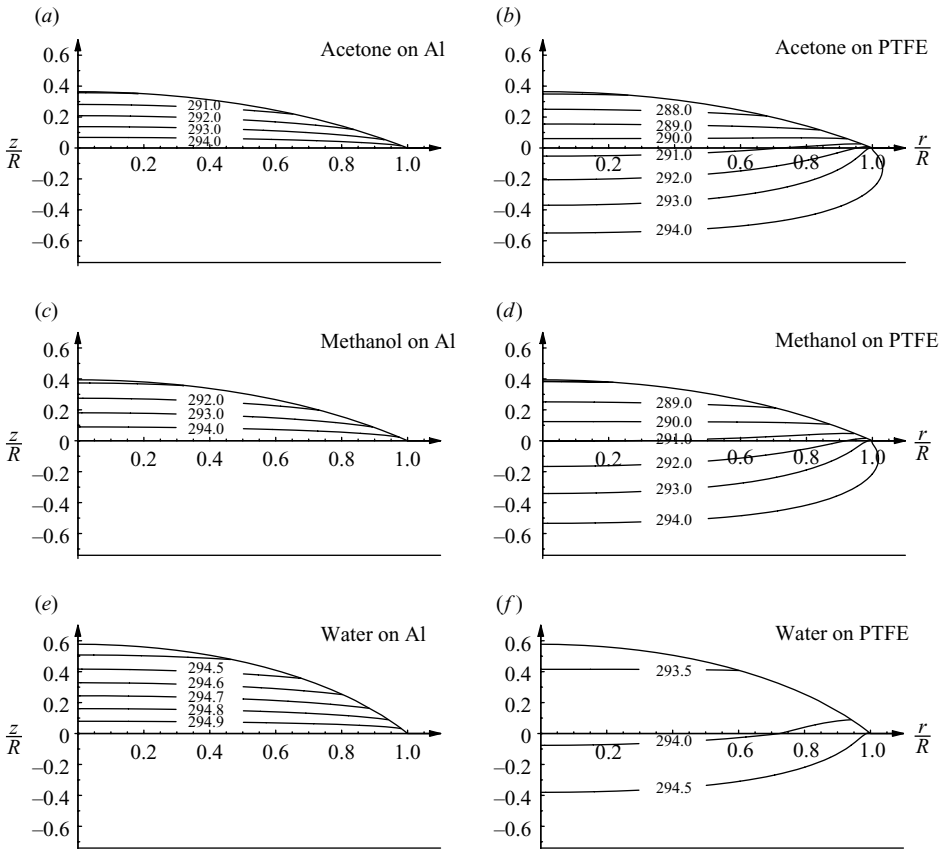 (a)
Acetone on Al
0.6
0.4
0.2
0
–0.2
–0.4
–0.6
z/R
291.0
292.0
293.0
294.0
0.2 0.4 0.6 0.8 1.0
(b)
Acetone on PTFE
0.6
0.4
0.2
0
–0.2
–0.4
–0.6
z/R
288.0
289.0
290.0
291.0
292.0
293.0
294.0
0.2 0.6 0.8 1.0
r/R
(c)
Methanol on Al
0.6
0.4
0.2
0
–0.2
–0.4
–0.6
z/R
292.0
293.0
294.0
0.2 0.4 0.6 0.8 1.0
(d)
Methanol on PTFE
0.6
0.4
0.2
0
–0.2
–0.4
–0.6
z/R
289.0
290.0
291.0
292.0
293.0
294.0
0.2 0.6 0.8 1.0
r/R
(e)
Water on Al
0.6
0.4
0.2
0
–0.2
–0.4
–0.6
z/R
294.5
294.6
294.7
294.8
294.9
0.2 0.4 0.6 0.8 1.0
(f)
Water on PTFE
0.6
0.4
0.2
0
–0.2
–0.4
–0.6
z/R
293.5
294.0
294.5
0.2 0.6 0.8 1.0
r/R